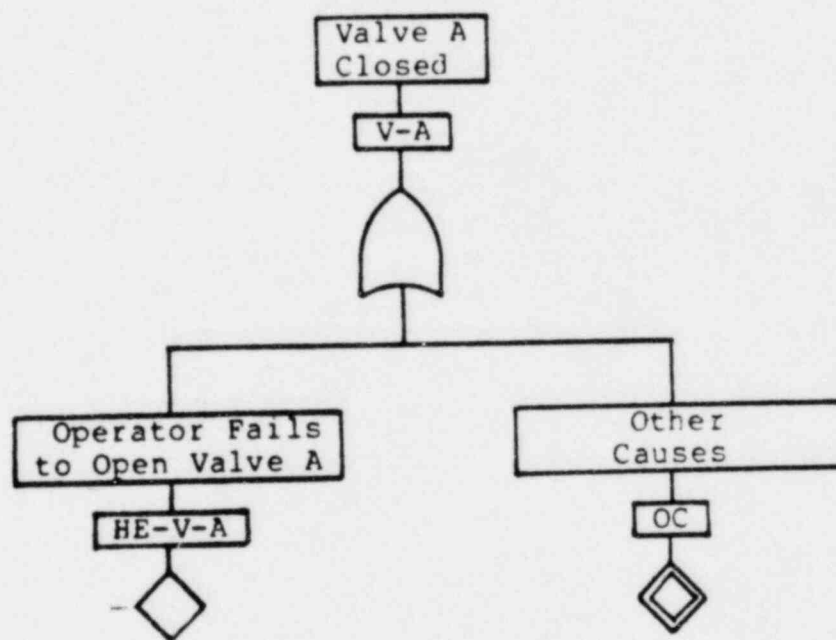 Valve A
Closed
V-A
Operator Fails
to Open Valve A
Other
Causes
HE-V-A
OC